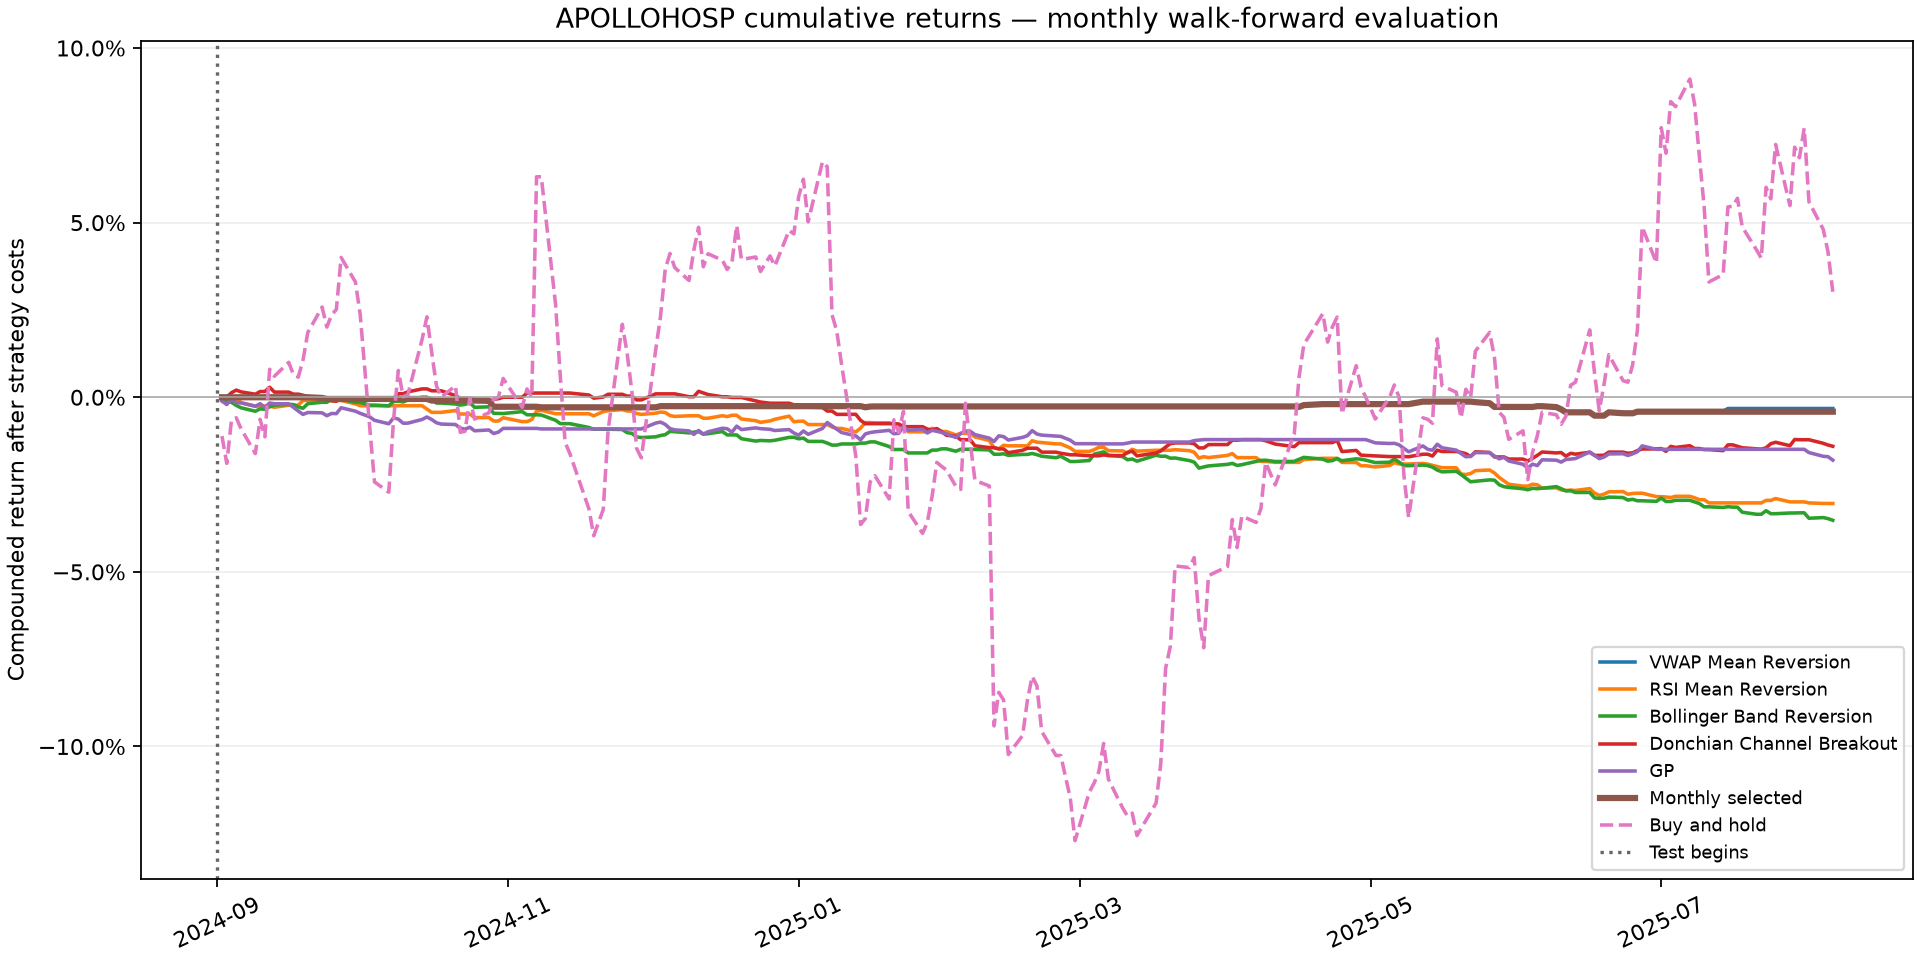 APOLLOHOSP cumulative returns — monthly walk-forward evaluation
Compounded return after strategy costs
10.0%
5.0%
0.0%
−5.0%
−10.0%
2024-09
2024-11
2025-01
2025-03
2025-05
2025-07
VWAP Mean Reversion
RSI Mean Reversion
Bollinger Band Reversion
Donchian Channel Breakout
GP
Monthly selected
Buy and hold
Test begins